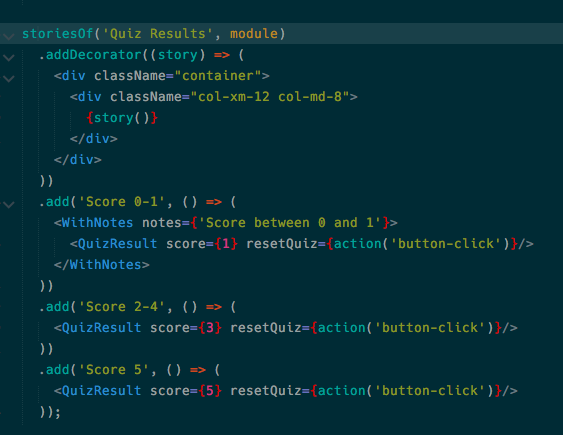 storiesOf('Quiz Results', module)
.addDecorator((story) => (
<div className="container">
<div className="col-xm-12 col-md-8">
{story()}
</div>
</div>
))
.add('Score 0-1', () => (
<WithNotes notes={'Score between 0 and 1'}>
<QuizResult score={1} resetQuiz={action('button-click')}/>
</WithNotes>
))
.add('Score 2-4', () => (
<QuizResult score={3} resetQuiz={action('button-click')}/>
))
.add('Score 5', () => (
<QuizResult score={5} resetQuiz={action('button-click')}/>
));